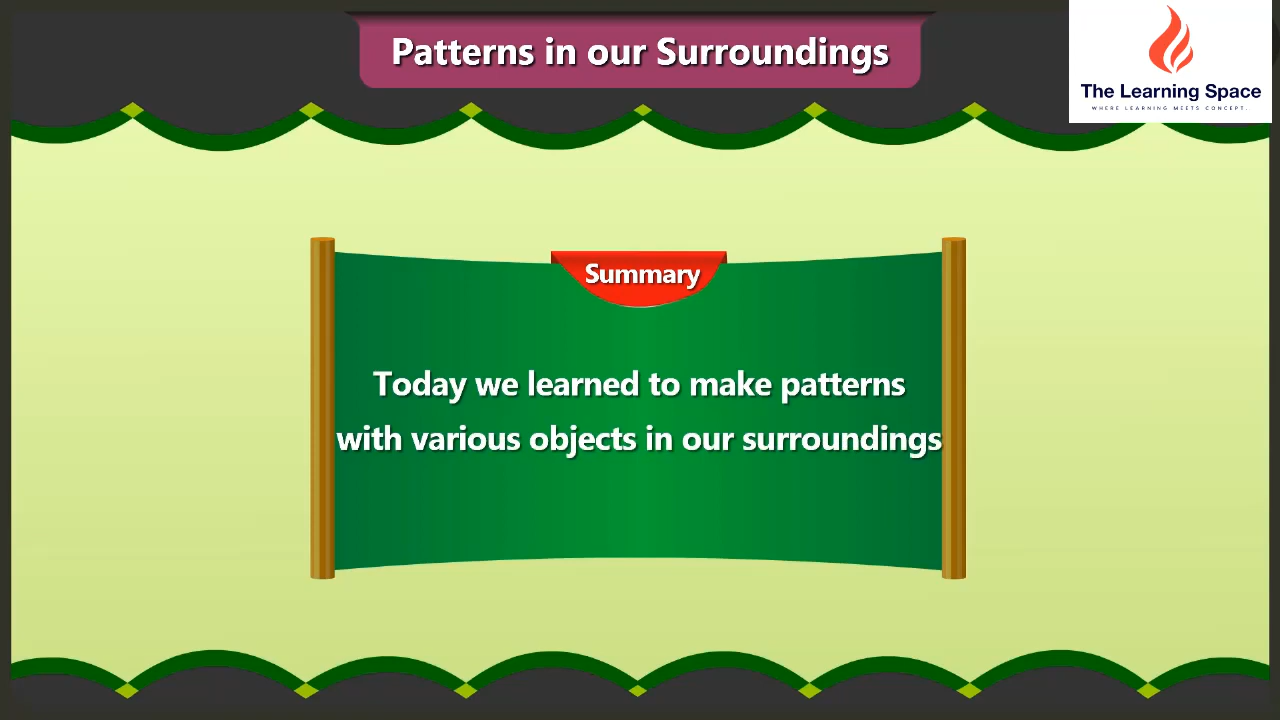 Patterns in our Surroundings
The Learning Space
WHERE LEARNING MEETS CONCEPT.
Summary
Today we learned to make patterns
with various objects in our surroundings